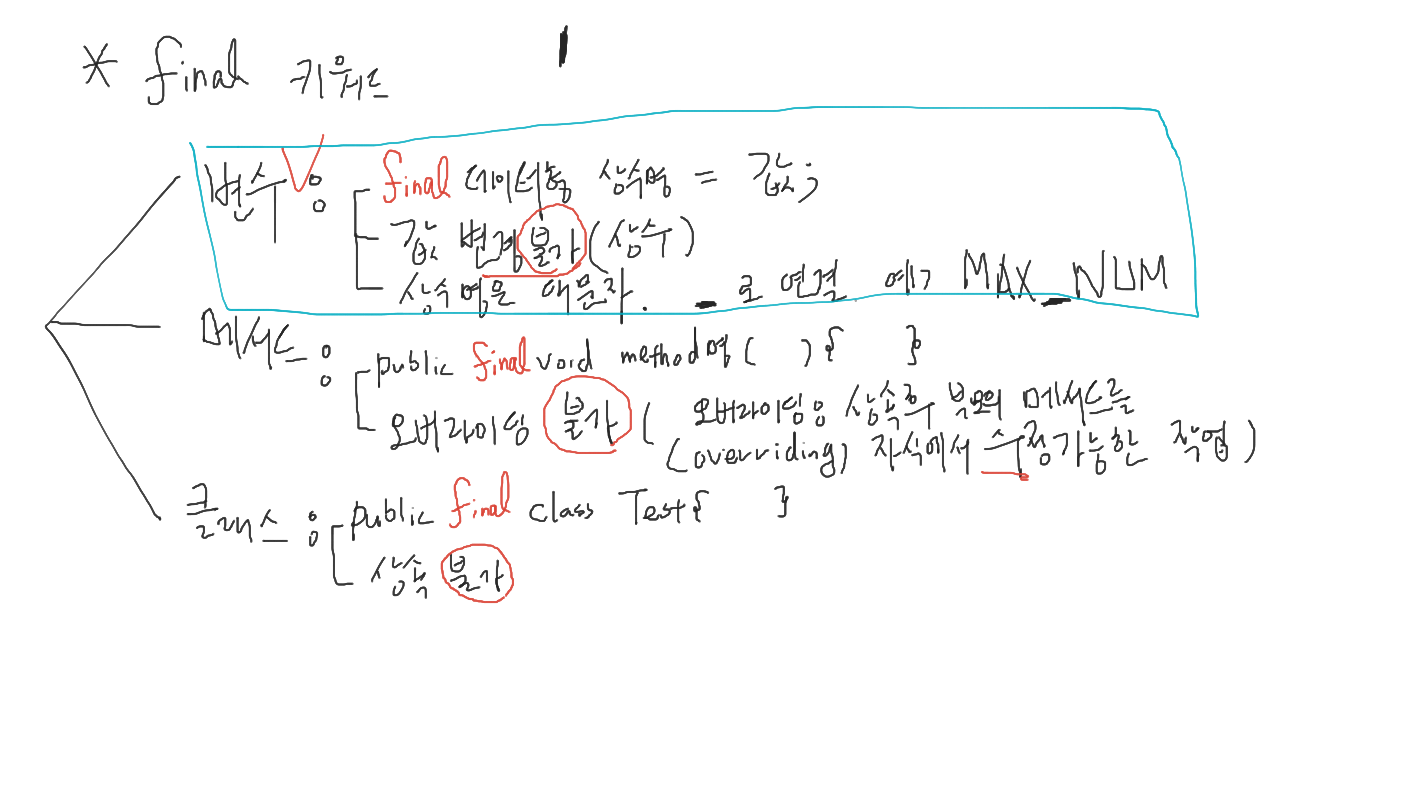 * final 키워드
변수 : final 데이터형 상수명 = 값;
값 변경 불가 (상수)
상수명은 대문자. _로 연결 예) MAX_NUM
메서드 : public final void method명( ) { }
오버라이딩 불가 ( 오버라이딩은 상속후 부모의 메서드를
(overriding) 자식에서 수정가능한 작업 )
클래스 : public final class Test{ }
상속 불가